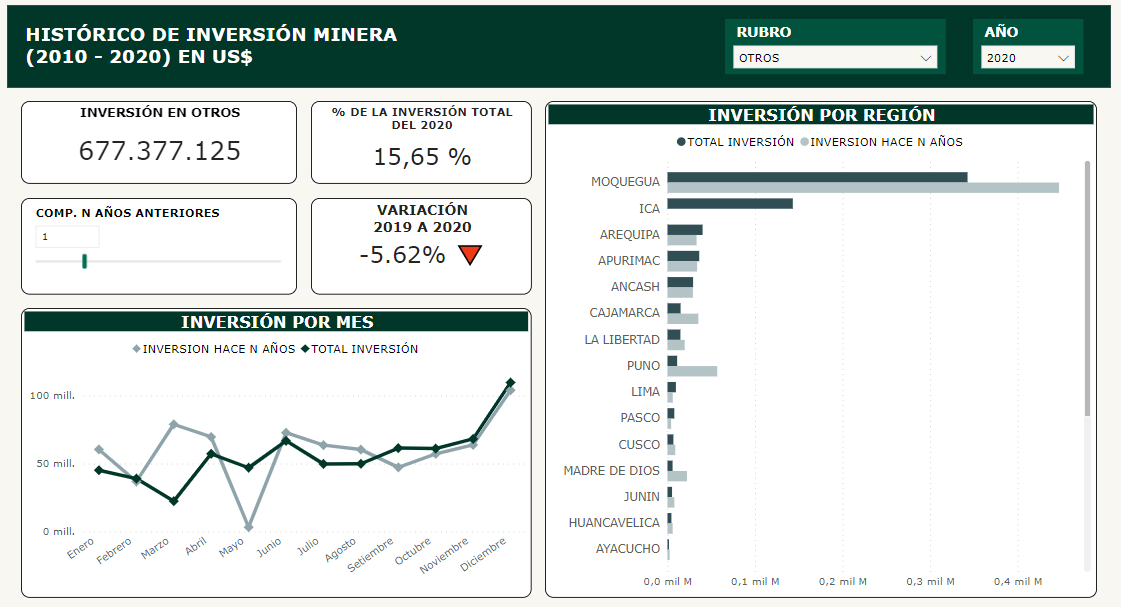 HISTÓRICO DE INVERSIÓN MINERA
(2010 - 2020) EN US$
RUBRO
OTROS
AÑO
2020
INVERSIÓN EN OTROS
677.377.125
% DE LA INVERSIÓN TOTAL
DEL 2020
15,65 %
COMP. N AÑOS ANTERIORES
1
VARIACIÓN
2019 A 2020
-5.62%
INVERSIÓN POR MES
INVERSION HACE N AÑOS TOTAL INVERSIÓN
100 mill.
50 mill.
0 mill.
Enero Febrero Marzo Abril Mayo Junio Julio Agosto Setiembre Octubre Noviembre Diciembre
INVERSIÓN POR REGIÓN
TOTAL INVERSIÓN INVERSION HACE N AÑOS
MOQUEGUA
ICA
AREQUIPA
APURIMAC
ANCASH
CAJAMARCA
LA LIBERTAD
PUNO
LIMA
PASCO
CUSCO
MADRE DE DIOS
JUNIN
HUANCAVELICA
AYACUCHO
0,0 mil M 0,1 mil M 0,2 mil M 0,3 mil M 0,4 mil M